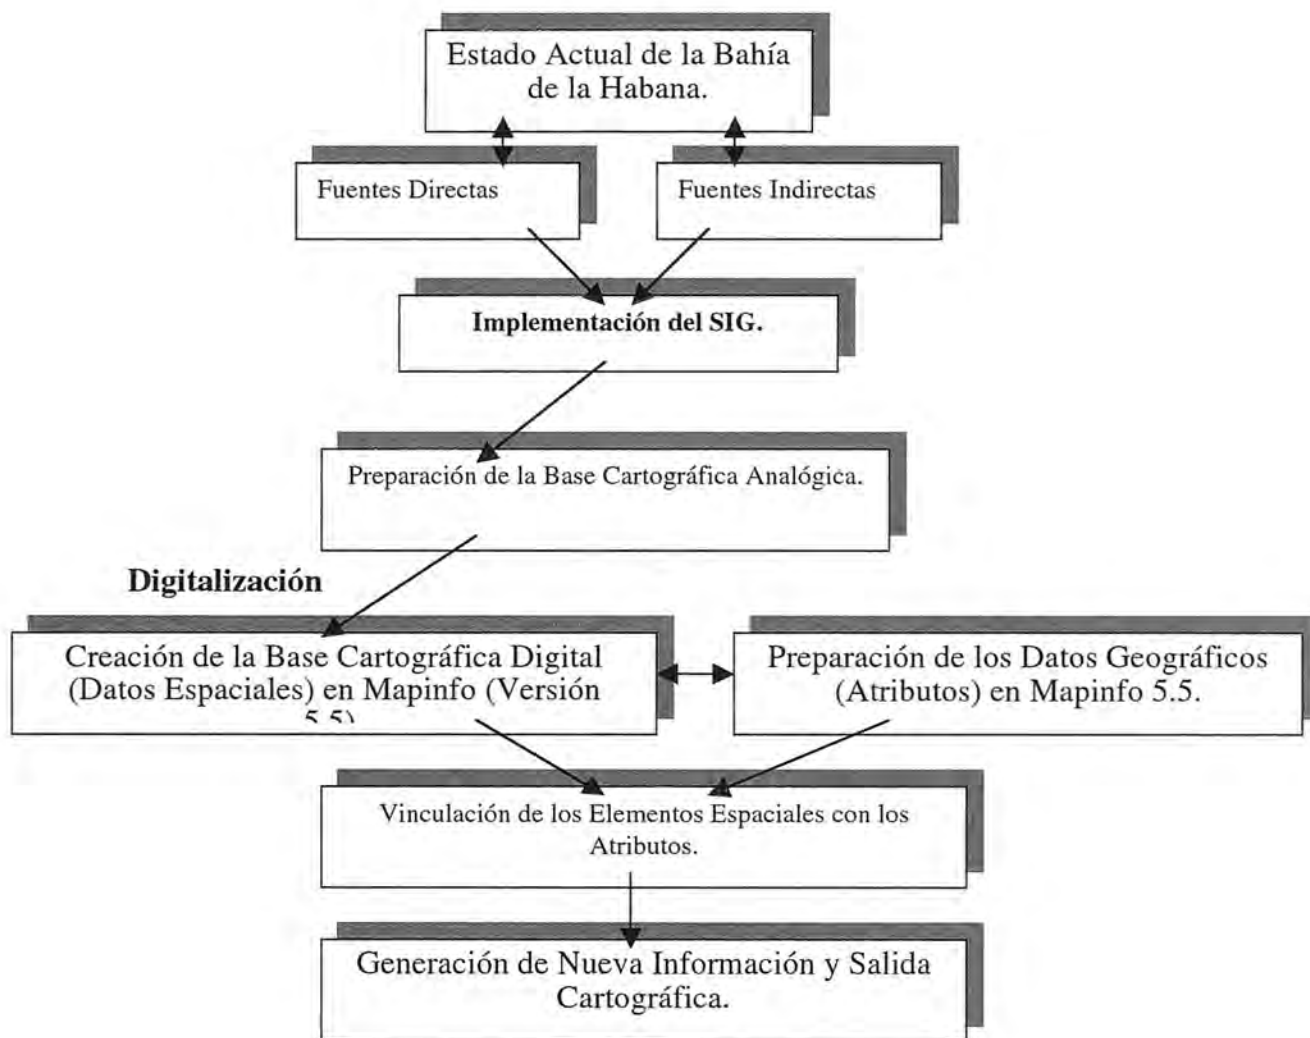 Estado Actual de la Bahía
de la Habana.
Fuentes Directas
Fuentes Indirectas
Implementación del SIG.
Preparación de la Base Cartográfica Analógica.
Digitalización
Creación de la Base Cartográfica Digital
(Datos Espaciales) en Mapinfo (Versión
5.5)
Preparación de los Datos Geográficos
(Atributos) en Mapinfo 5.5.
Vinculación de los Elementos Espaciales con los
Atributos.
Generación de Nueva Información y Salida
Cartográfica.